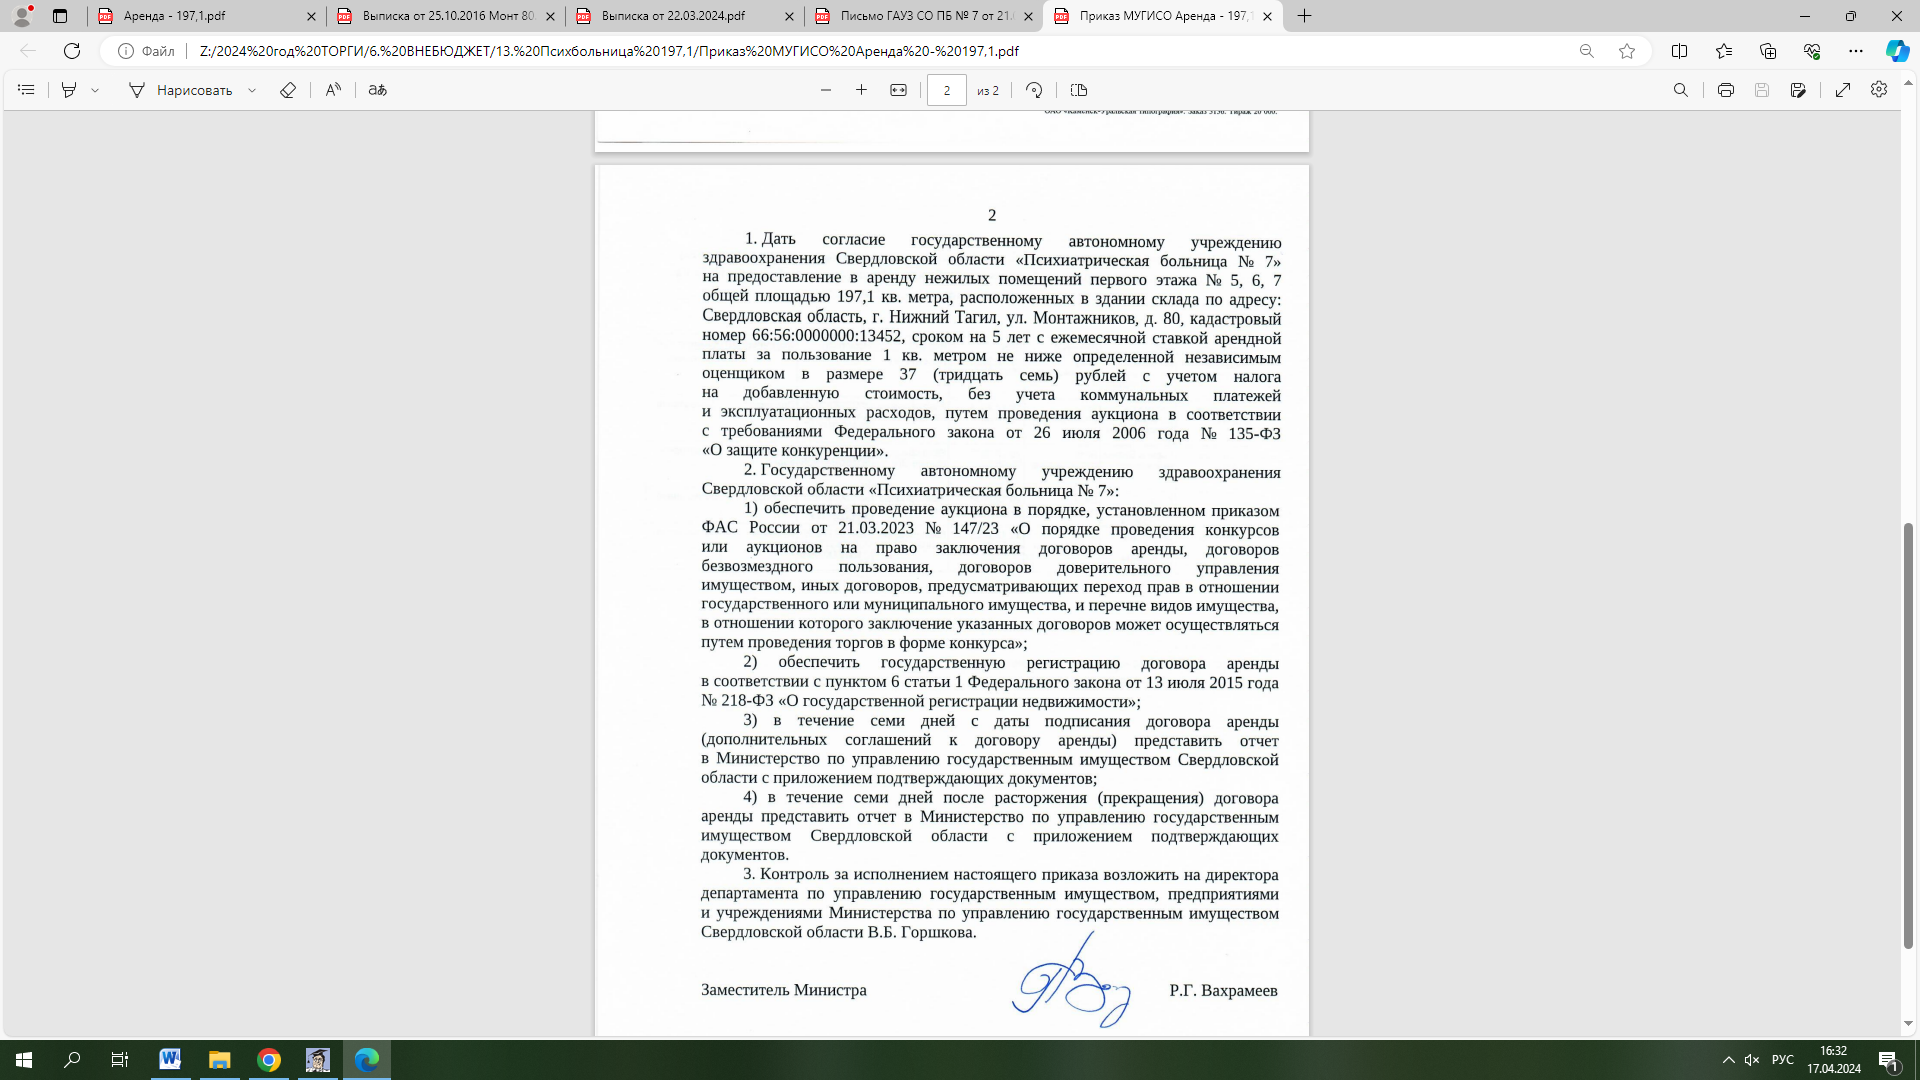 Аренда - 197,1.pdf
Выписка от 25.10.2016 Монт 80.
Выписка от 22.03.2024.pdf
Письмо ГАУЗ СО ПБ № 7 от 21.
Приказ МУГИСО Аренда - 197,1
Файл
Z:/2024%20год%20ТОРГИ/6.%20ВНЕБЮДЖЕТ/13.%20Психбольница%20197,1/Приказ%20МУГИСО%20Аренда%20-%20197,1.pdf
Нарисовать
2 из 2
ОАО «Каменск-Уральская типография». Заказ 3196. Тираж 20 000.
2
1. Дать согласие государственному автономному учреждению
здравоохранения Свердловской области «Психиатрическая больница № 7»
на предоставление в аренду нежилых помещений первого этажа № 5, 6, 7
общей площадью 197,1 кв. метра, расположенных в здании склада по адресу:
Свердловская область, г. Нижний Тагил, ул. Монтажников, д. 80, кадастровый
номер 66:56:0000000:13452, сроком на 5 лет с ежемесячной ставкой арендной
платы за пользование 1 кв. метром не ниже определенной независимым
оценщиком в размере 37 (тридцать семь) рублей с учетом налога
на добавленную стоимость, без учета коммунальных платежей
и эксплуатационных расходов, путем проведения аукциона в соответствии
с требованиями Федерального закона от 26 июля 2006 года № 135-ФЗ
«О защите конкуренции».
2. Государственному автономному учреждению здравоохранения
Свердловской области «Психиатрическая больница № 7»:
1) обеспечить проведение аукциона в порядке, установленном приказом
ФАС России от 21.03.2023 № 147/23 «О порядке проведения конкурсов
или аукционов на право заключения договоров аренды, договоров
безвозмездного пользования, договоров доверительного управления
имуществом, иных договоров, предусматривающих переход прав в отношении
государственного или муниципального имущества, и перечне видов имущества,
в отношении которого заключение указанных договоров может осуществляться
путем проведения торгов в форме конкурса»;
2) обеспечить государственную регистрацию договора аренды
в соответствии с пунктом 6 статьи 1 Федерального закона от 13 июля 2015 года
№ 218-ФЗ «О государственной регистрации недвижимости»;
3) в течение семи дней с даты подписания договора аренды
(дополнительных соглашений к договору аренды) представить отчет
в Министерство по управлению государственным имуществом Свердловской
области с приложением подтверждающих документов;
4) в течение семи дней после расторжения (прекращения) договора
аренды представить отчет в Министерство по управлению государственным
имуществом Свердловской области с приложением подтверждающих
документов.
3. Контроль за исполнением настоящего приказа возложить на директора
департамента по управлению государственным имуществом, предприятиями
и учреждениями Министерства по управлению государственным имуществом
Свердловской области В.Б. Горшкова.
Заместитель Министра Р.Г. Вахрамеев
РУС
16:32
17.04.2024
1